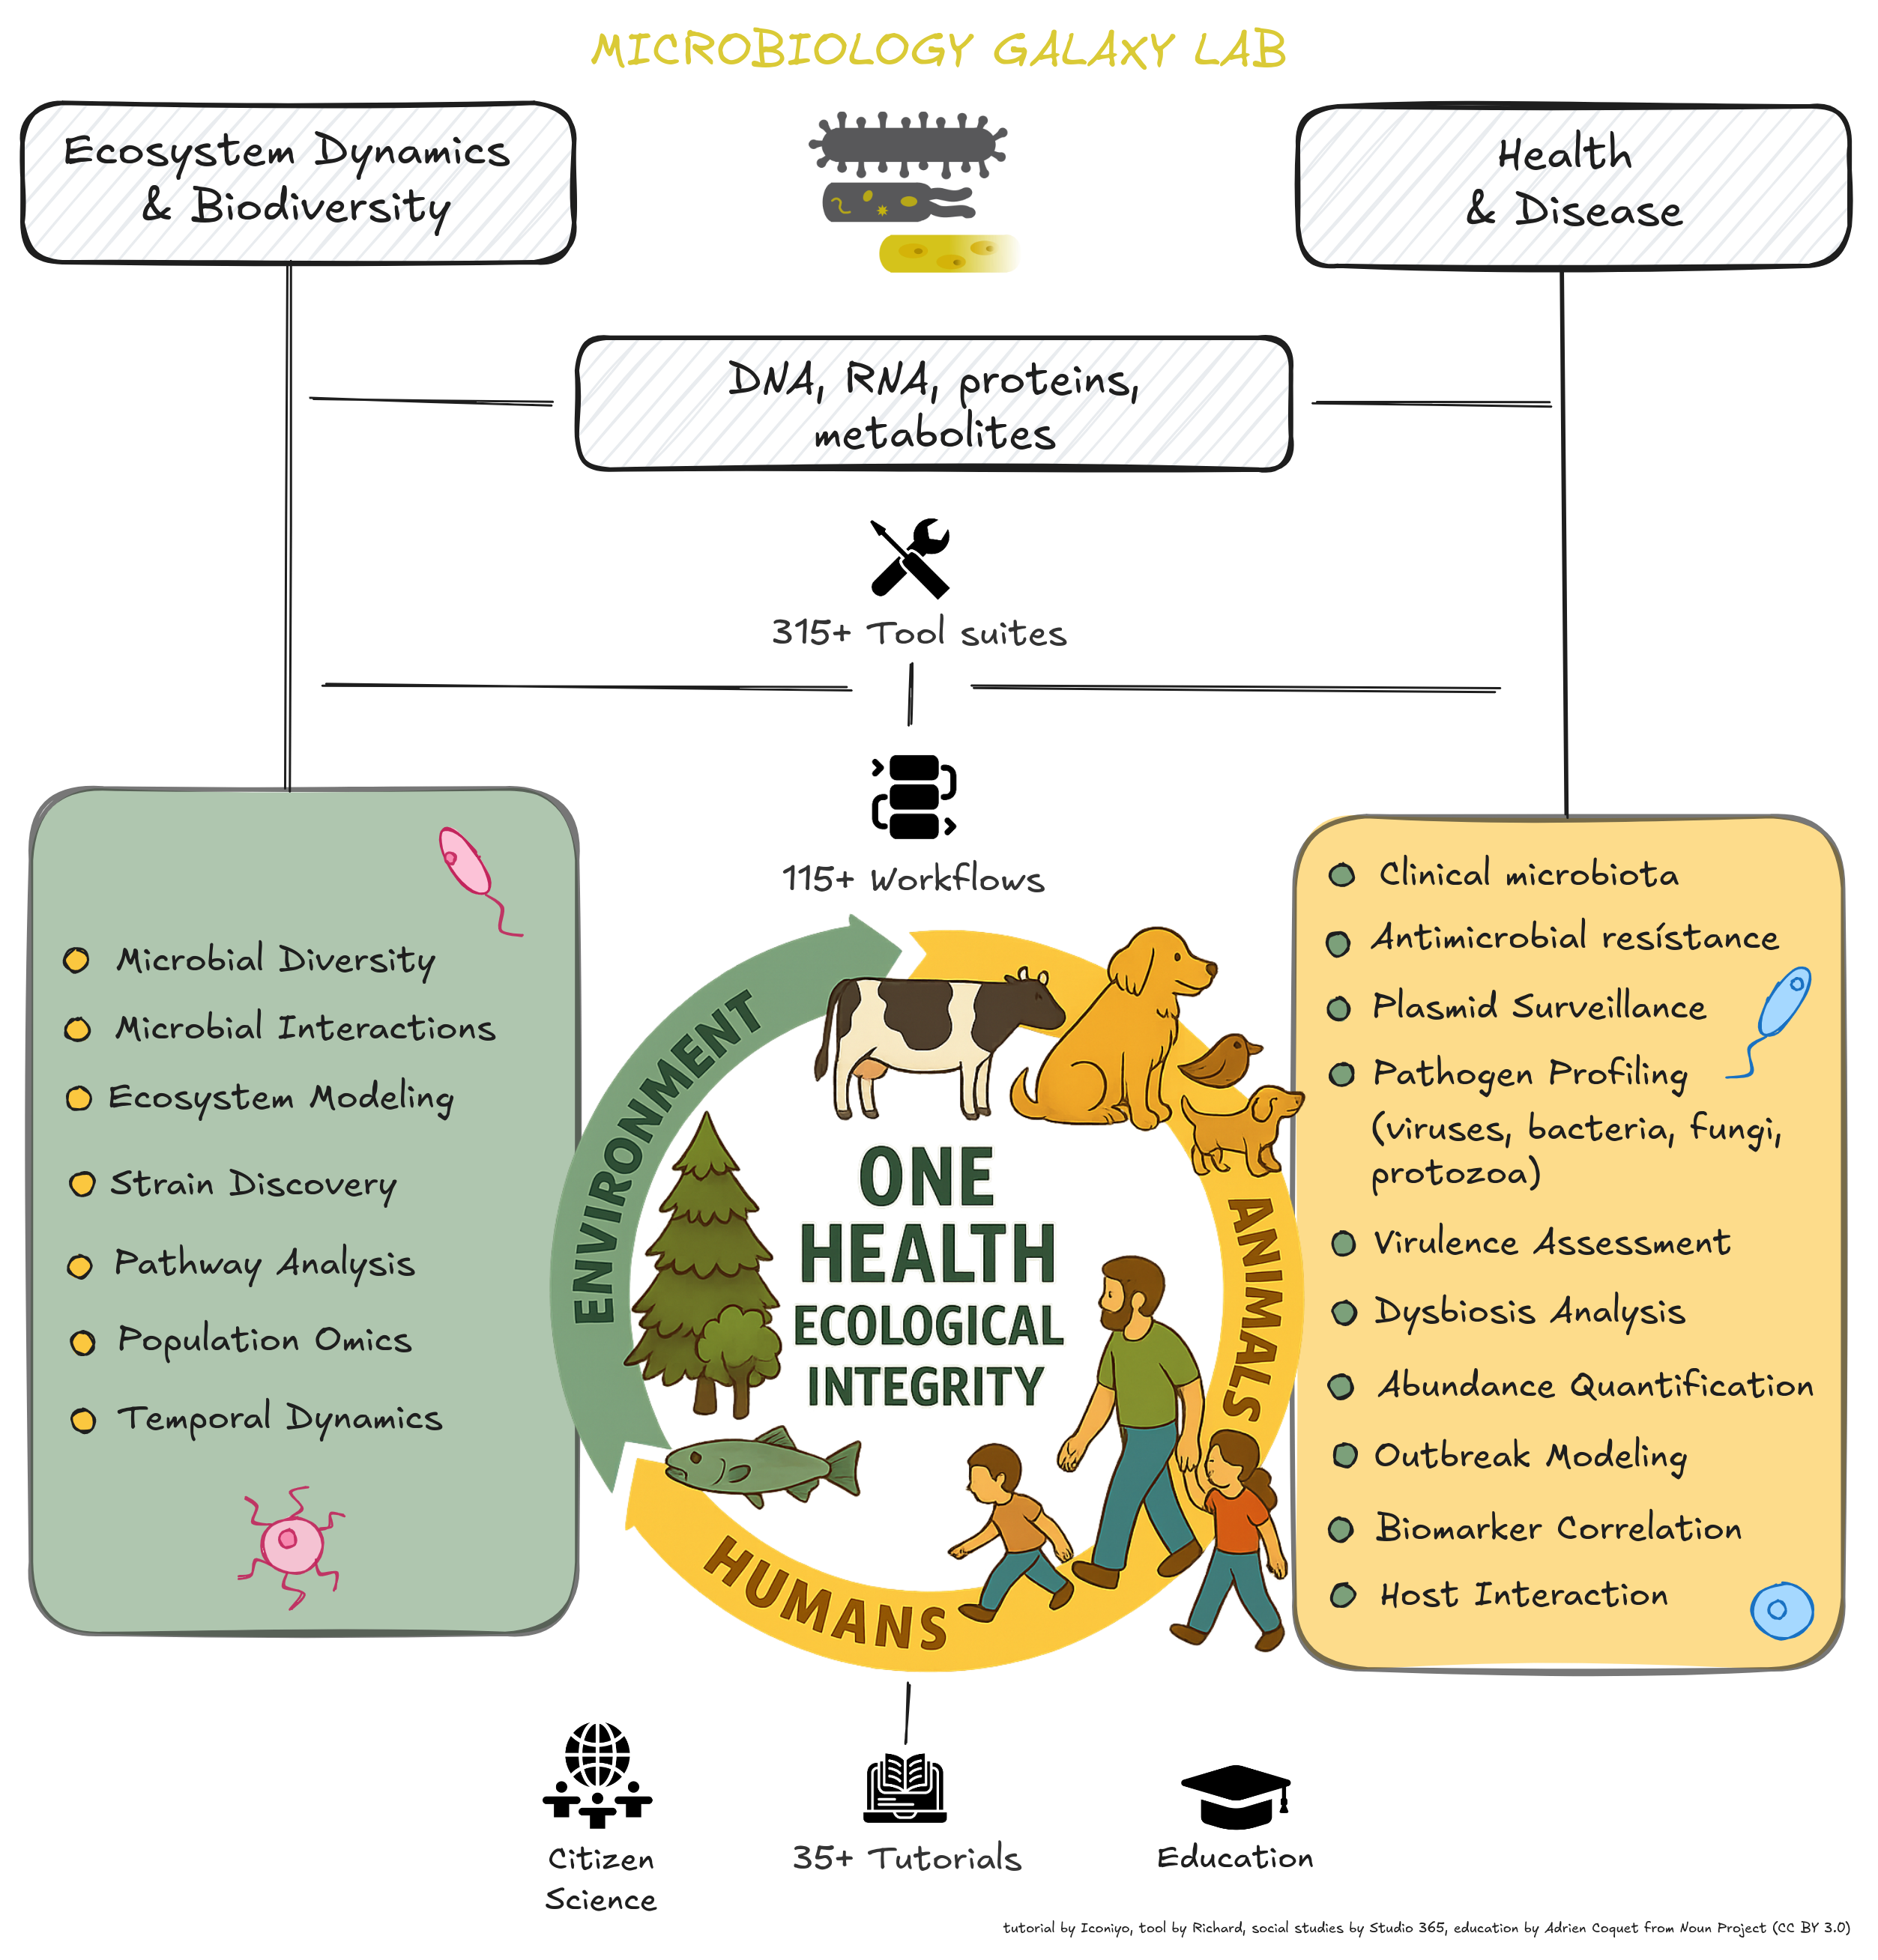 MICROBIOLOGY GALAXY LAB
Ecosystem Dynamics
& Biodiversity
Health
& Disease
DNA, RNA, proteins,
metabolites
315+ Tool suites
115+ Workflows
Microbial Diversity
Microbial Interactions
Ecosystem Modeling
Strain Discovery
Pathway Analysis
Population Omics
Temporal Dynamics
ENVIRONMENT
ANIMALS
HUMANS
ONE
HEALTH
ECOLOGICAL
INTEGRITY
Clinical microbiota
Antimicrobial resístance
Plasmid Surveillance
Pathogen Profiling
(viruses, bacteria, fungi,
protozoa)
Virulence Assessment
Dysbiosis Analysis
Abundance Quantification
Outbreak Modeling
Biomarker Correlation
Host Interaction
Citizen
Science
35+ Tutorials
Education
tutorial by Iconiyo, tool by Richard, social studies by Studio 365, education by Adrien Coquet from Noun Project (CC BY 3.0)